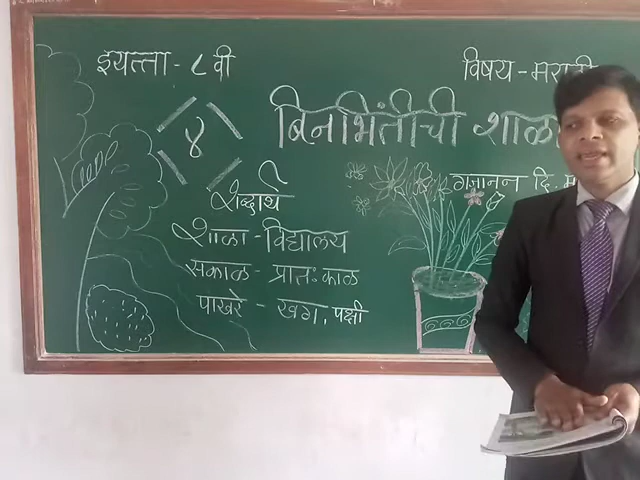 इयत्ता - ८ वी
विषय - मराठी
४
बिनभिंतीची शाळा
गजानन दि.
शब्दार्थ
शाळा - विद्यालय
सकाळ - प्रातःकाळ
पाखरे - खग, पक्षी